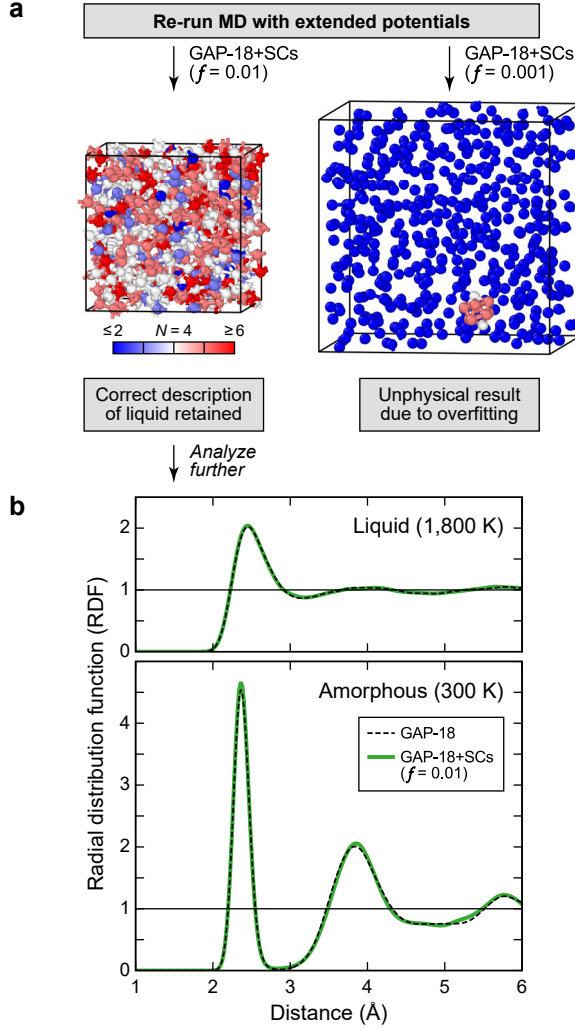 a
Re-run MD with extended potentials
GAP-18+SCs
(f = 0.01)
GAP-18+SCs
(f = 0.001)
≤2 N = 4 ≥6
Correct description
of liquid retained
Unphysical result
due to overfitting
Analyze
further
b
Radial distribution function (RDF)
Liquid (1,800 K)
2
1
0
Amorphous (300 K)
GAP-18
GAP-18+SCs
(f = 0.01)
4
3
2
1
0
1 2 3 4 5 6
Distance (Å)